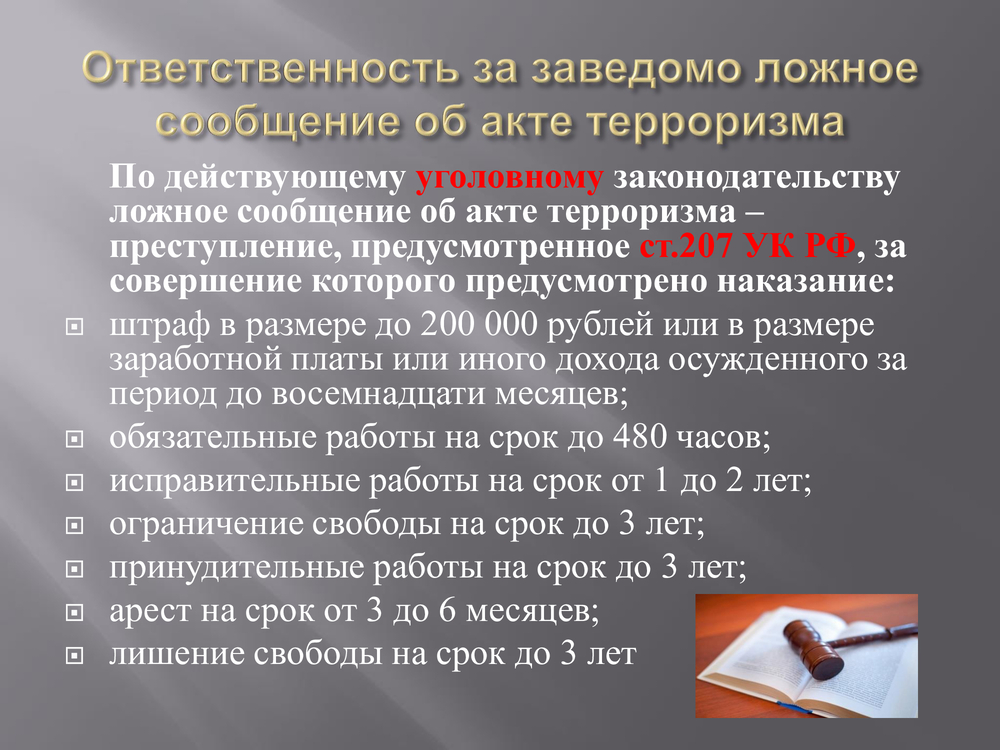 Ответственность за заведомо ложное
сообщение об акте терроризма
По действующему уголовному законодательству
ложное сообщение об акте терроризма –
преступление, предусмотренное ст.207 УК РФ, за
совершение которого предусмотрено наказание:
штраф в размере до 200 000 рублей или в размере
заработной платы или иного дохода осужденного за
период до восемнадцати месяцев;
обязательные работы на срок до 480 часов;
исправительные работы на срок от 1 до 2 лет;
ограничение свободы на срок до 3 лет;
принудительные работы на срок до 3 лет;
арест на срок от 3 до 6 месяцев;
лишение свободы на срок до 3 лет